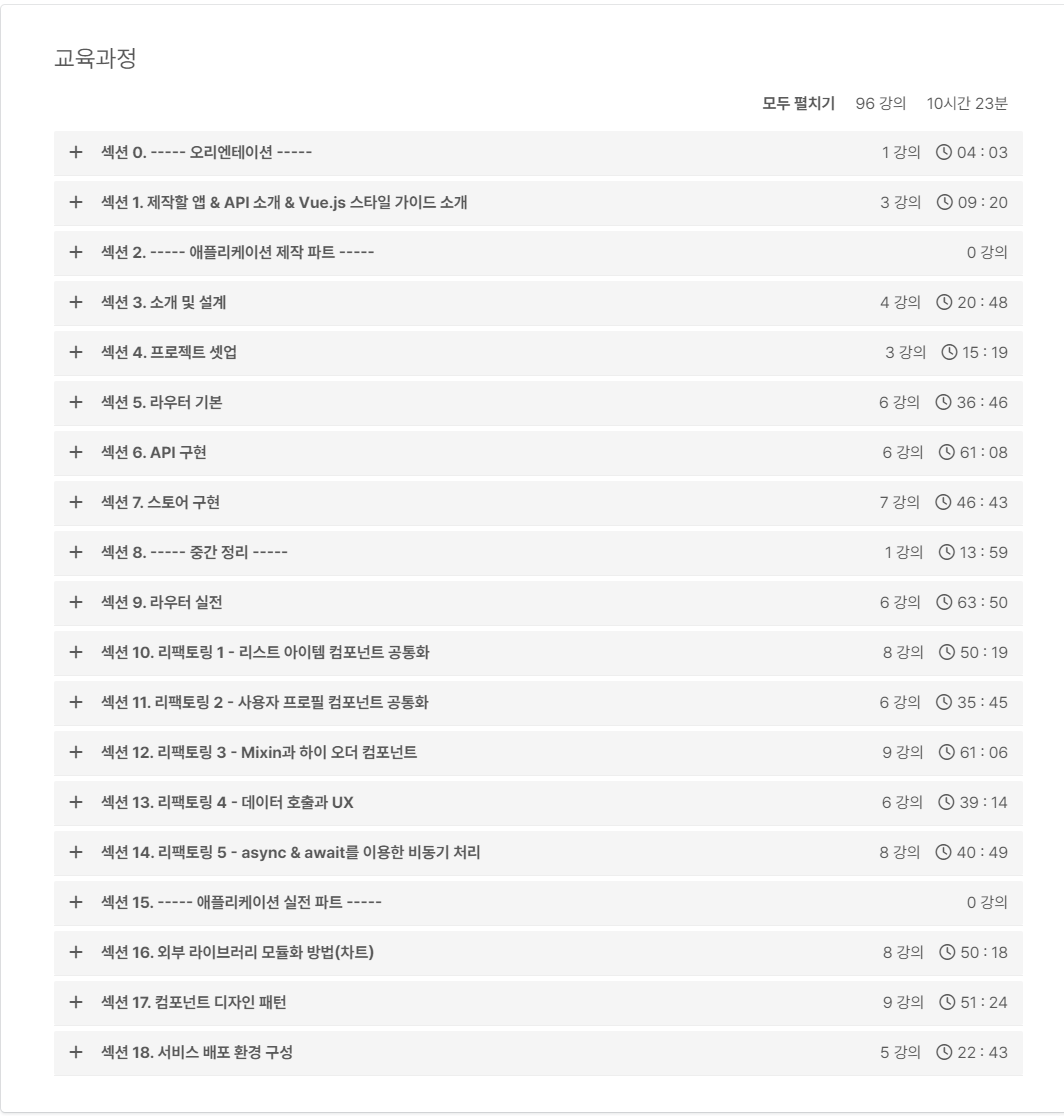 교육과정
모두 펼치기 96 강의 10시간 23분
+ 섹션 0. ----- 오리엔테이션 ----- 1 강의 04 : 03
+ 섹션 1. 제작할 앱 & API 소개 & Vue.js 스타일 가이드 소개 3 강의 09 : 20
+ 섹션 2. ----- 애플리케이션 제작 파트 ----- 0 강의
+ 섹션 3. 소개 및 설계 4 강의 20 : 48
+ 섹션 4. 프로젝트 셋업 3 강의 15 : 19
+ 섹션 5. 라우터 기본 6 강의 36 : 46
+ 섹션 6. API 구현 6 강의 61 : 08
+ 섹션 7. 스토어 구현 7 강의 46 : 43
+ 섹션 8. ----- 중간 정리 ----- 1 강의 13 : 59
+ 섹션 9. 라우터 실전 6 강의 63 : 50
+ 섹션 10. 리팩토링 1 - 리스트 아이템 컴포넌트 공통화 8 강의 50 : 19
+ 섹션 11. 리팩토링 2 - 사용자 프로필 컴포넌트 공통화 6 강의 35 : 45
+ 섹션 12. 리팩토링 3 - Mixin과 하이 오더 컴포넌트 9 강의 61 : 06
+ 섹션 13. 리팩토링 4 - 데이터 호출과 UX 6 강의 39 : 14
+ 섹션 14. 리팩토링 5 - async & await를 이용한 비동기 처리 8 강의 40 : 49
+ 섹션 15. ----- 애플리케이션 실전 파트 ----- 0 강의
+ 섹션 16. 외부 라이브러리 모듈화 방법(차트) 8 강의 50 : 18
+ 섹션 17. 컴포넌트 디자인 패턴 9 강의 51 : 24
+ 섹션 18. 서비스 배포 환경 구성 5 강의 22 : 43